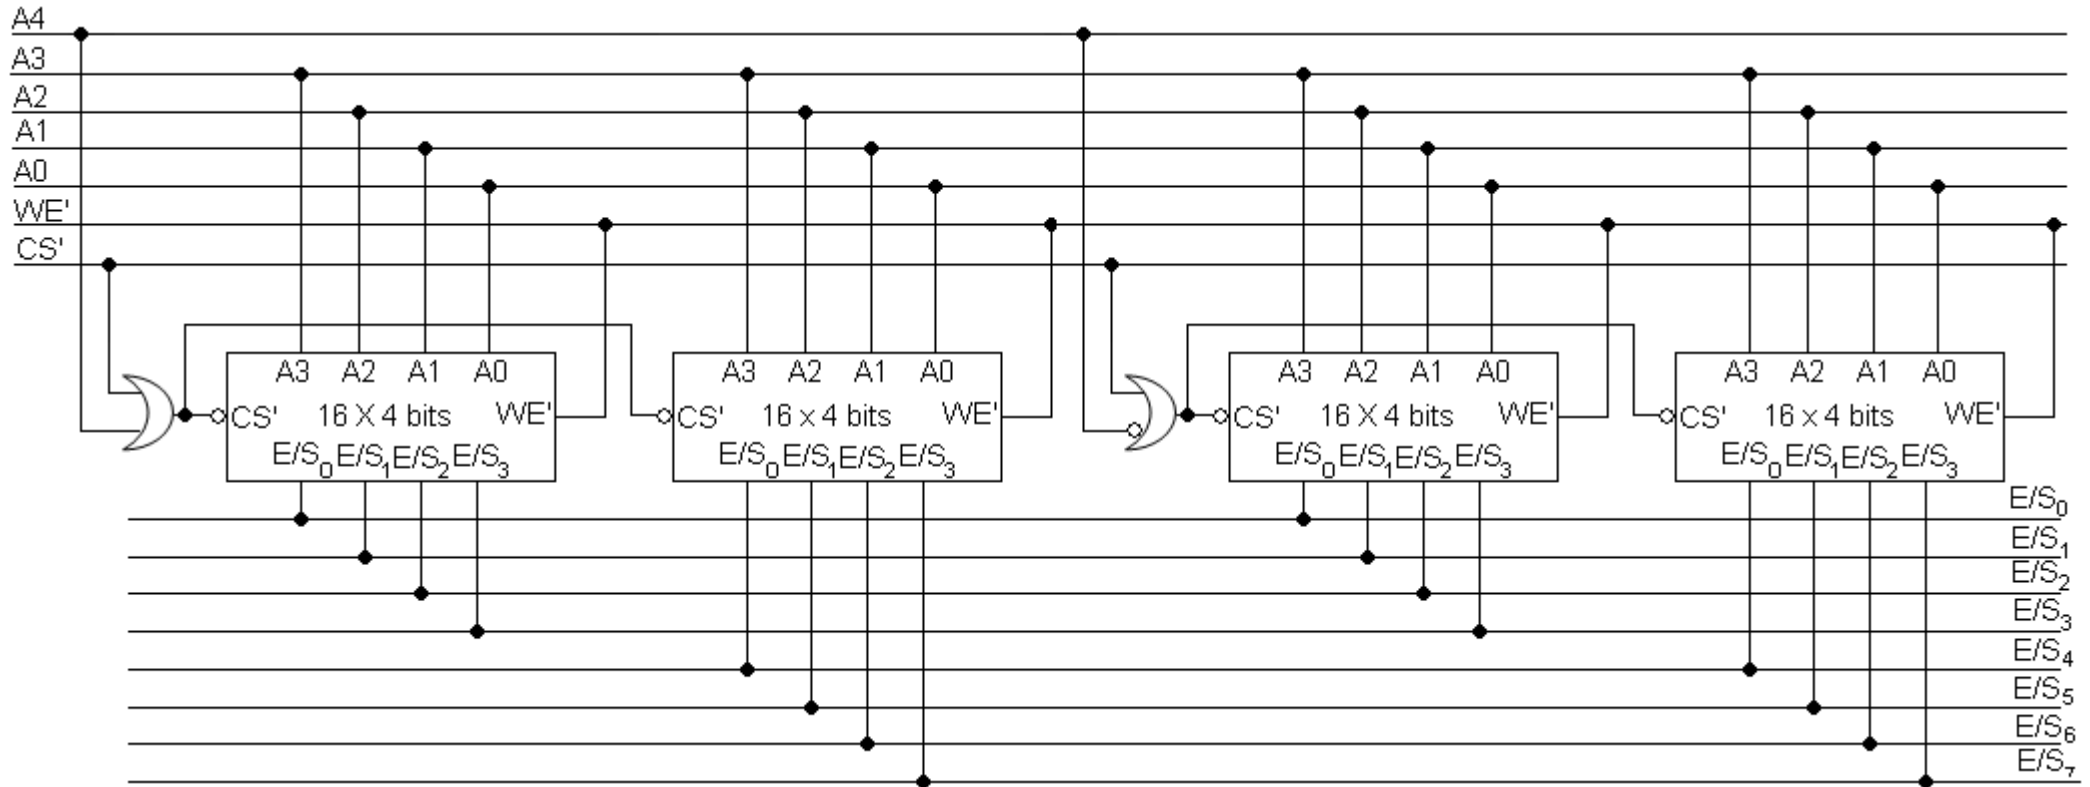 A4
A3
A2
A1
A0
WE'
CS'
A3 A2 A1 A0 A3 A2 A1 A0 A3 A2 A1 A0 A3 A2 A1 A0
CS' 16 X 4 bits WE' CS' 16 x 4 bits WE' CS' 16 X 4 bits WE' CS' 16 x 4 bits WE'
E/S0 E/S1 E/S2 E/S3 E/S0 E/S1 E/S2 E/S3 E/S0 E/S1 E/S2 E/S3 E/S0 E/S1 E/S2 E/S3
E/S0
E/S1
E/S2
E/S3
E/S4
E/S5
E/S6
E/S7